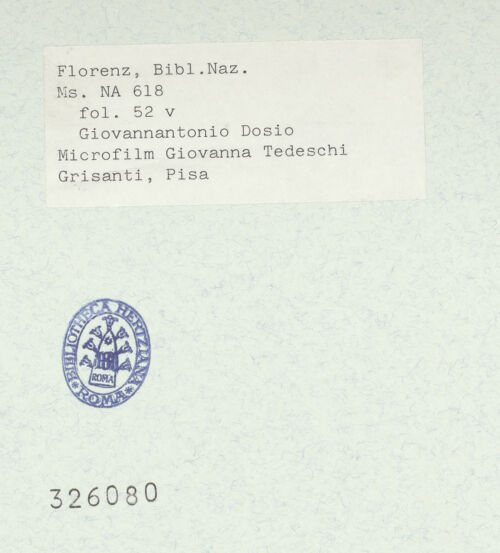 Florenz, Bibl.Naz.
Ms. NA 618
fol. 52 v
Giovannantonio Dosio
Microfilm Giovanna Tedeschi
Grisanti, Pisa
BIBLIOTHECA HERTZIANA
ROMA
*ROMA*
326080